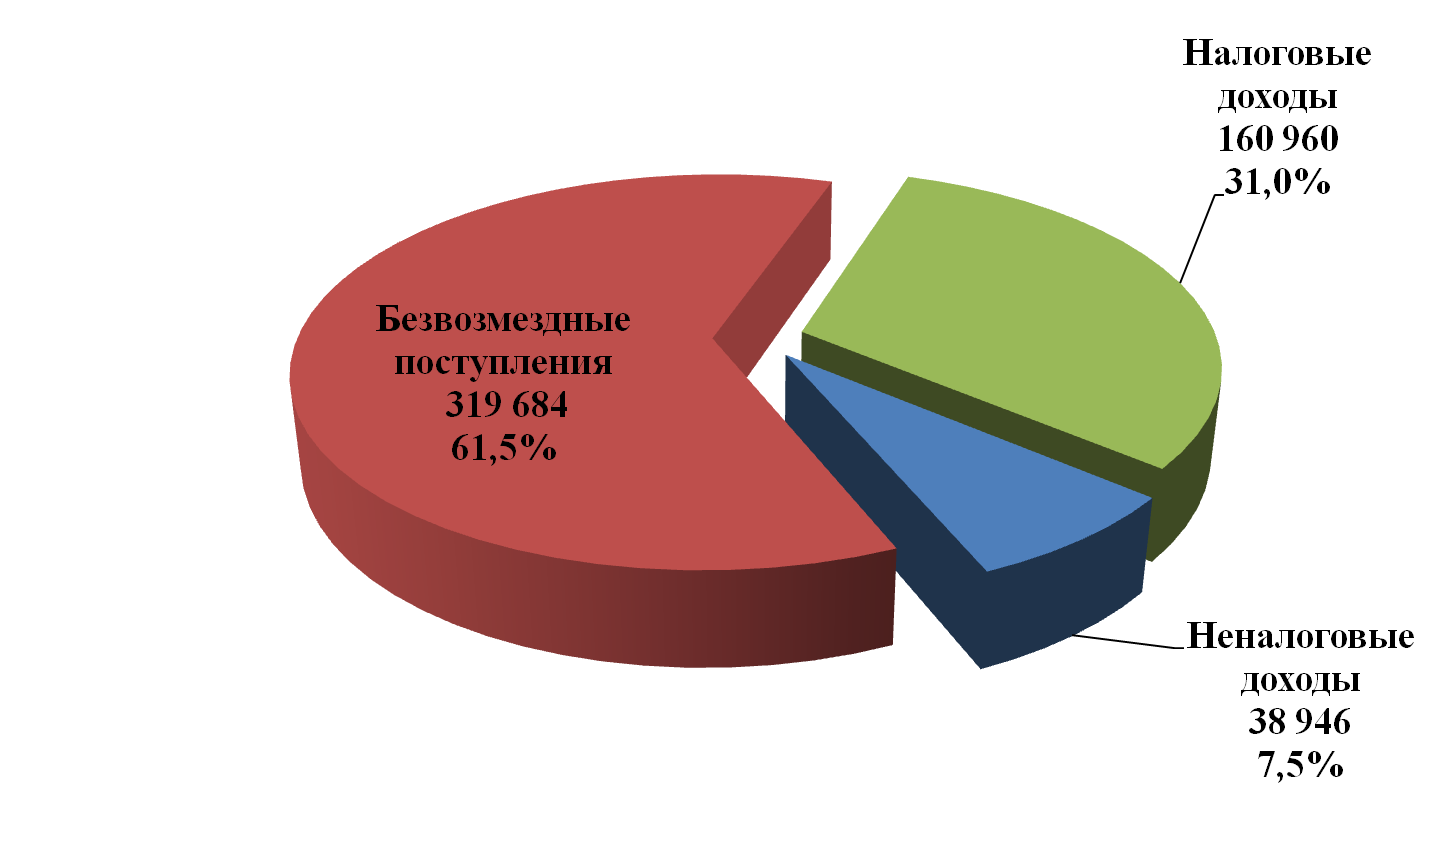 Налоговые
доходы
160 960
31,0%
Безвозмездные
поступления
319 684
61,5%
Неналоговые
доходы
38 946
7,5%